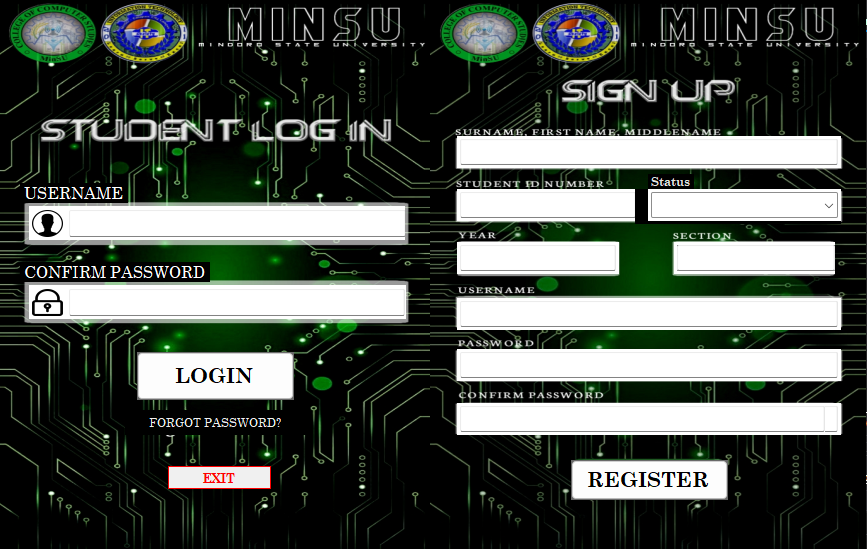 MINSU
MINDORO STATE UNIVERSITY
COLLEGE OF COMPUTER STUDIES
MinSU
INFORMATION TECHNOLOGY
STUDENT LOG IN
USERNAME
CONFIRM PASSWORD
LOGIN
FORGOT PASSWORD?
EXIT
MINSU
MINDORO STATE UNIVERSITY
COLLEGE OF COMPUTER STUDIES
MinSU
INFORMATION TECHNOLOGY
SIGN UP
SURNAME, FIRST NAME, MIDDLENAME
STUDENT ID NUMBER
Status
YEAR
SECTION
USERNAME
PASSWORD
CONFIRM PASSWORD
REGISTER